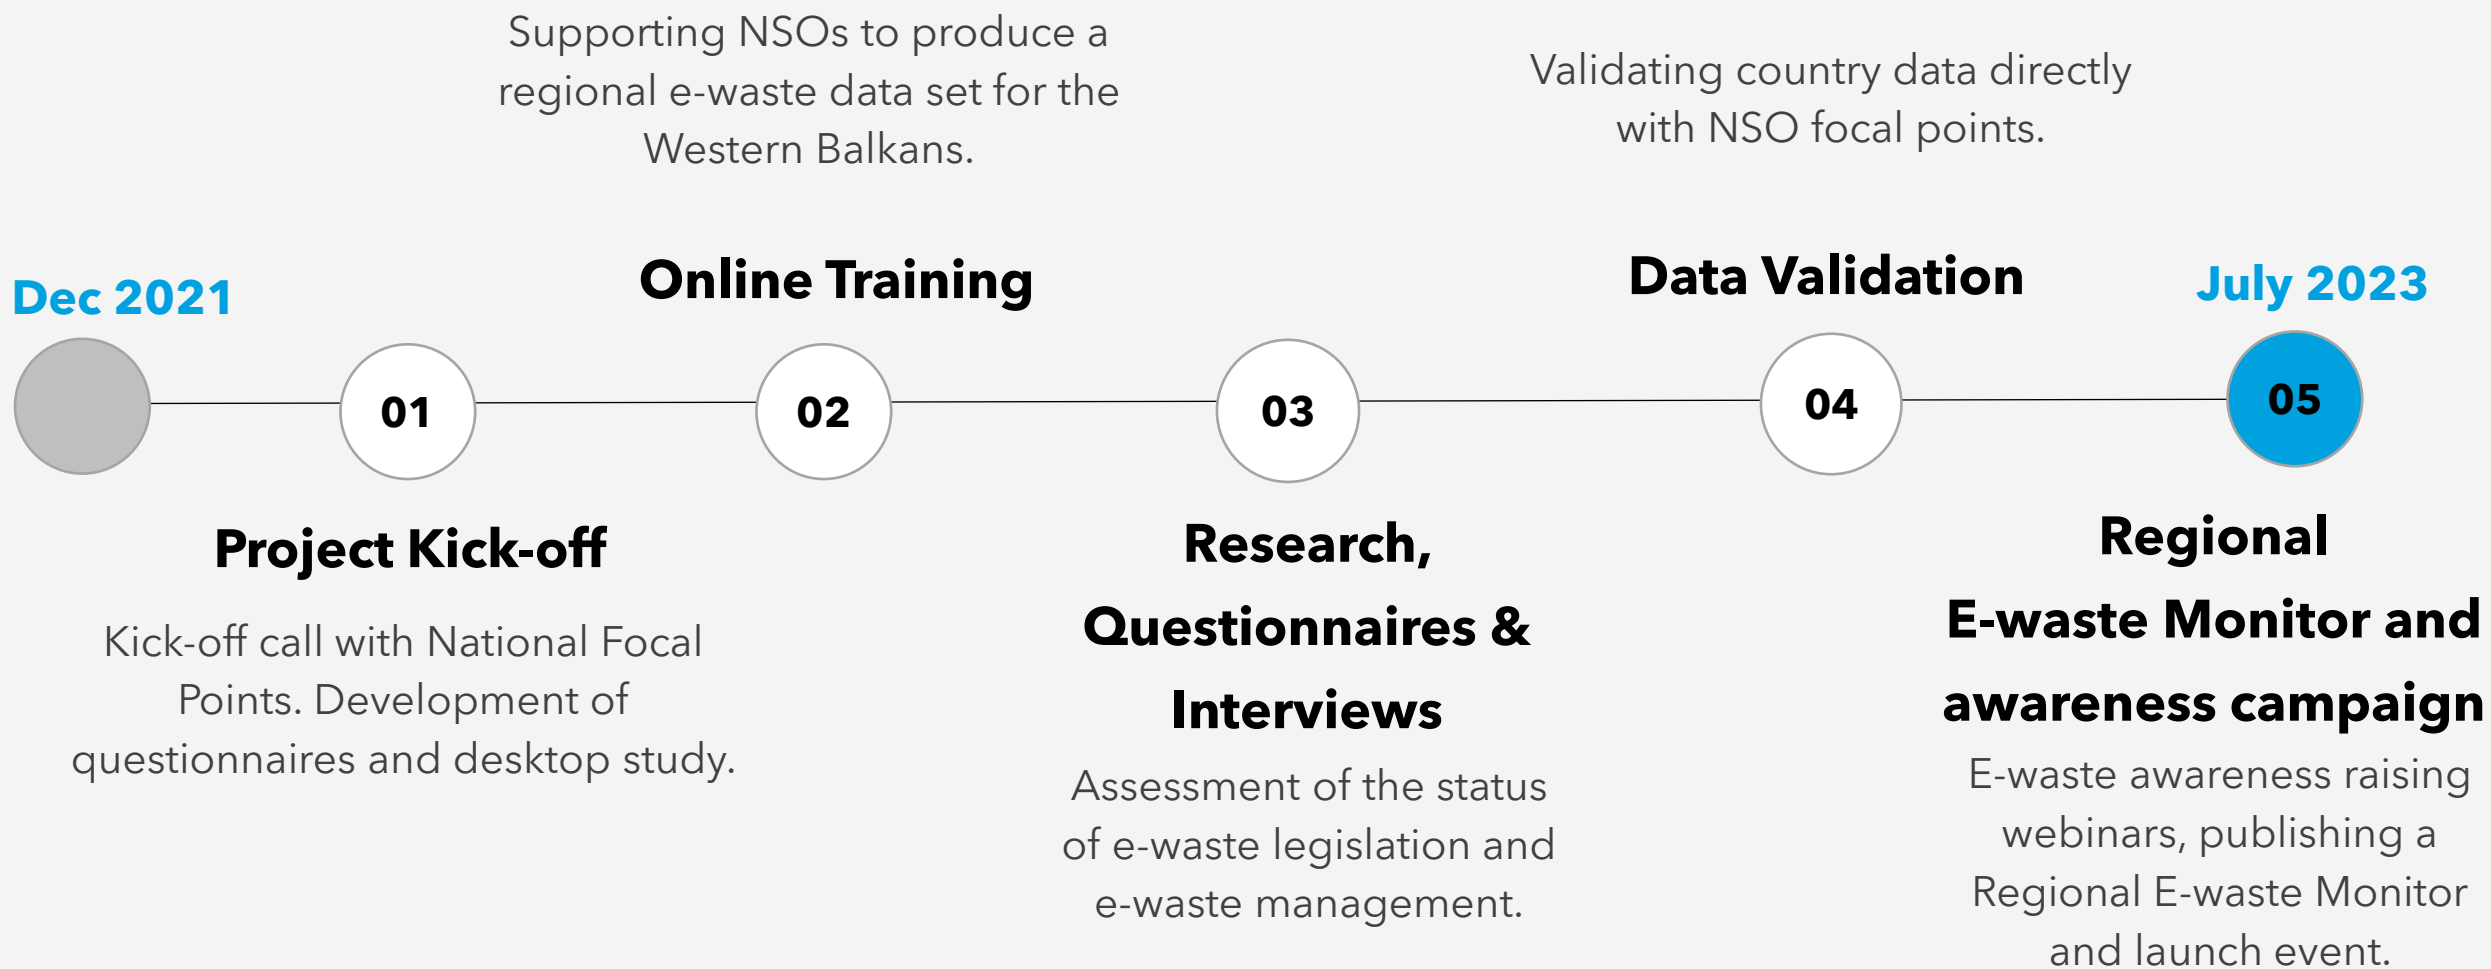 Supporting NSOs to produce a
regional e-waste data set for the
Western Balkans.
Validating country data directly
with NSO focal points.
Dec 2021
Online Training
Data Validation
July 2023
01
02
03
04
05
Project Kick-off
Kick-off call with National Focal
Points. Development of
questionnaires and desktop study.
Research,
Questionnaires &
Interviews
Assessment of the status
of e-waste legislation and
e-waste management.
Regional
E-waste Monitor and
awareness campaign
E-waste awareness raising
webinars, publishing a
Regional E-waste Monitor
and launch event.